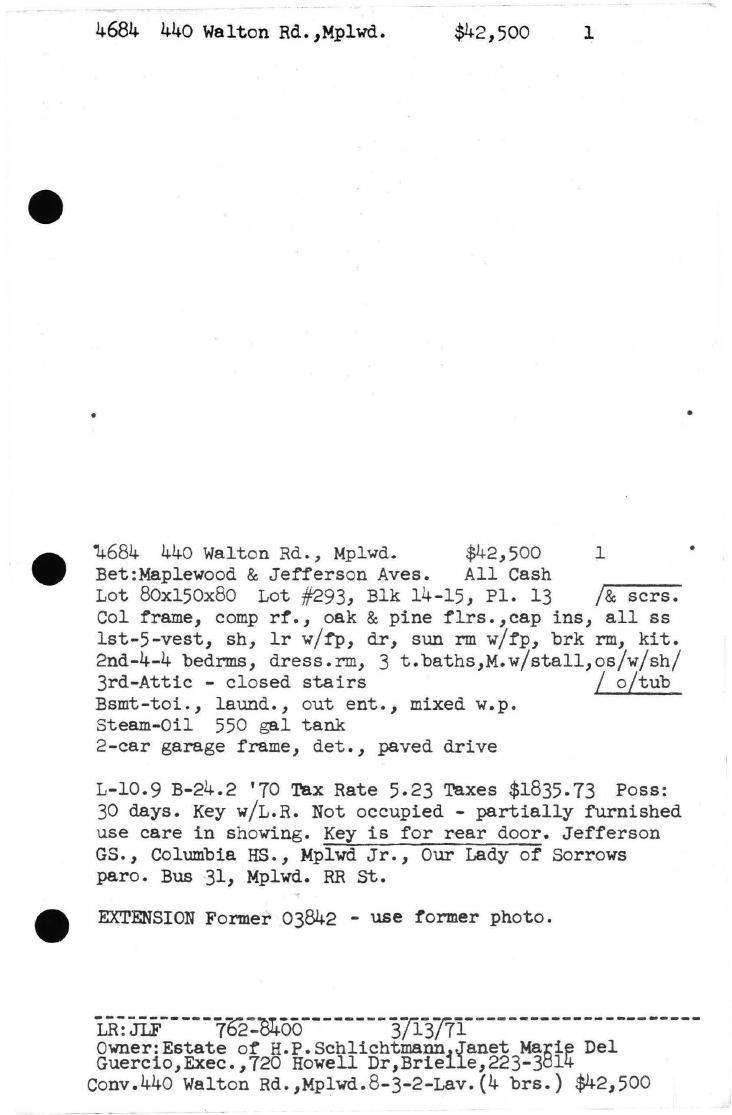 4684 440 Walton Rd.,Mplwd. $42,500 1
4684 440 Walton Rd., Mplwd. $42,500 1
Bet:Maplewood & Jefferson Aves. All Cash
Lot 80x150x80 Lot #293, Blk 14-15, Pl. 13 /& scrs.
Col frame, comp rf., oak & pine flrs.,cap ins, all ss
1st-5-vest, sh, lr w/fp, dr, sun rm w/fp, brk rm, kit.
2nd-4-4 bedrms, dress.rm, 3 t.baths,M.w/stall,os/w/sh/
3rd-Attic - closed stairs / o/tub
Bsmt-toi., laund., out ent., mixed w.p.
Steam-Oil 550 gal tank
2-car garage frame, det., paved drive
L-10.9 B-24.2 '70 Tax Rate 5.23 Taxes $1835.73 Poss:
30 days. Key w/L.R. Not occupied - partially furnished
use care in showing. Key is for rear door. Jefferson
GS., Columbia HS., Mplwd Jr., Our Lady of Sorrows
paro. Bus 31, Mplwd. RR St.
EXTENSION Former 03842 - use former photo.
LR:JLF 762-8400 3/13/71
Owner:Estate of H.P.Schlichtmann,Janet Marie Del
Guercio,Exec.,720 Howell Dr,Brielle,223-3814
Conv.440 Walton Rd.,Mplwd.8-3-2-Lav.(4 brs.) $42,500